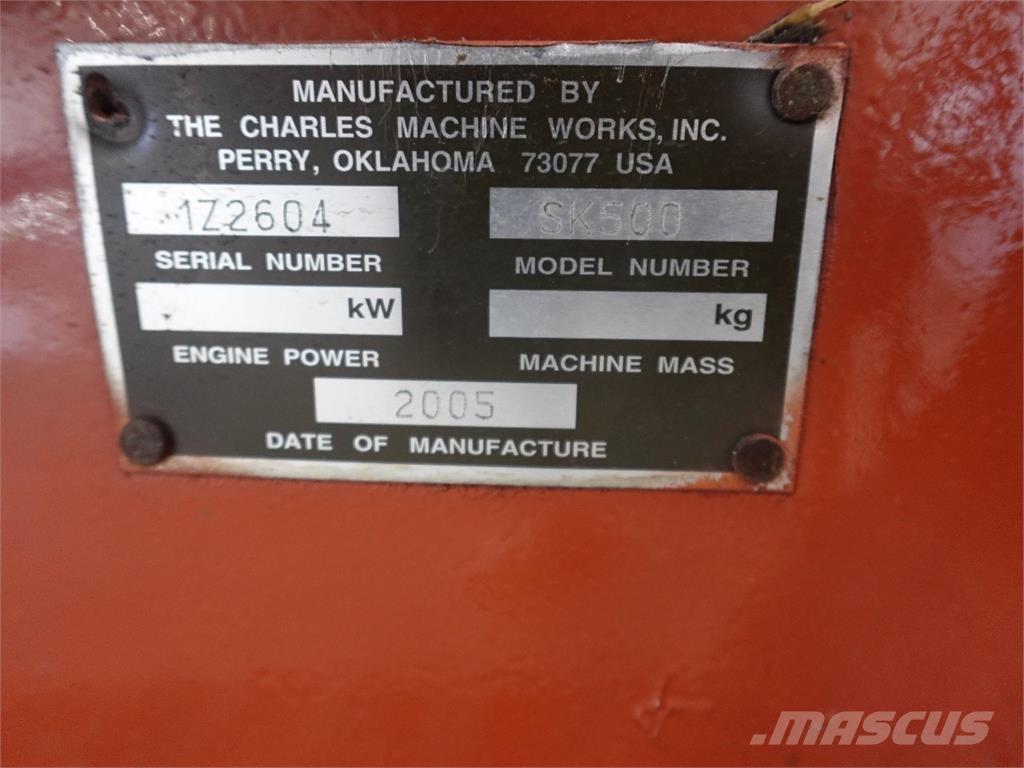 MANUFACTURED BY
THE CHARLES MACHINE WORKS, INC.
PERRY, OKLAHOMA 73077 USA
1Z2604 SK500
SERIAL NUMBER MODEL NUMBER
kW kg
ENGINE POWER MACHINE MASS
2005
DATE OF MANUFACTURE
MASCUS